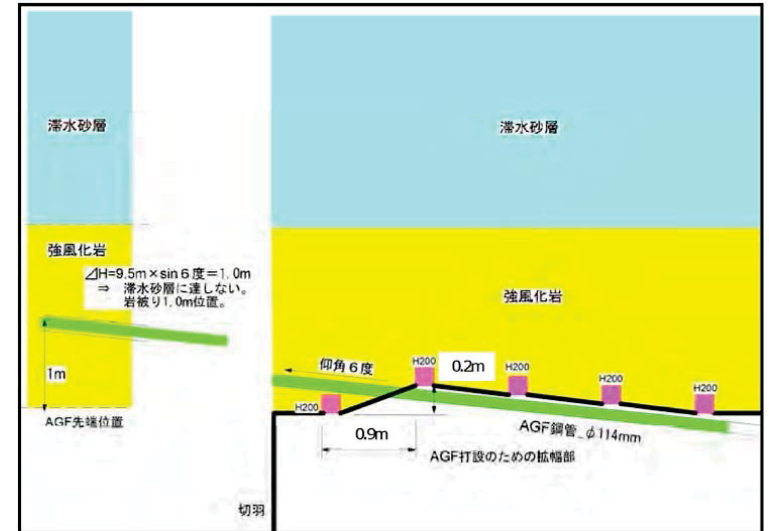 滞水砂層
強風化岩
⊿H=9.5m×sin６度＝1.0m
⇒ 滞水砂層に達しない。
岩被り1.0m位置。
1m
AGF先端位置
滞水砂層
強風化岩
仰角６度
H200
0.2m
H200
H200
H200
H200
0.9m
AGF鋼管_φ114mm
AGF打設のための拡幅部
切羽